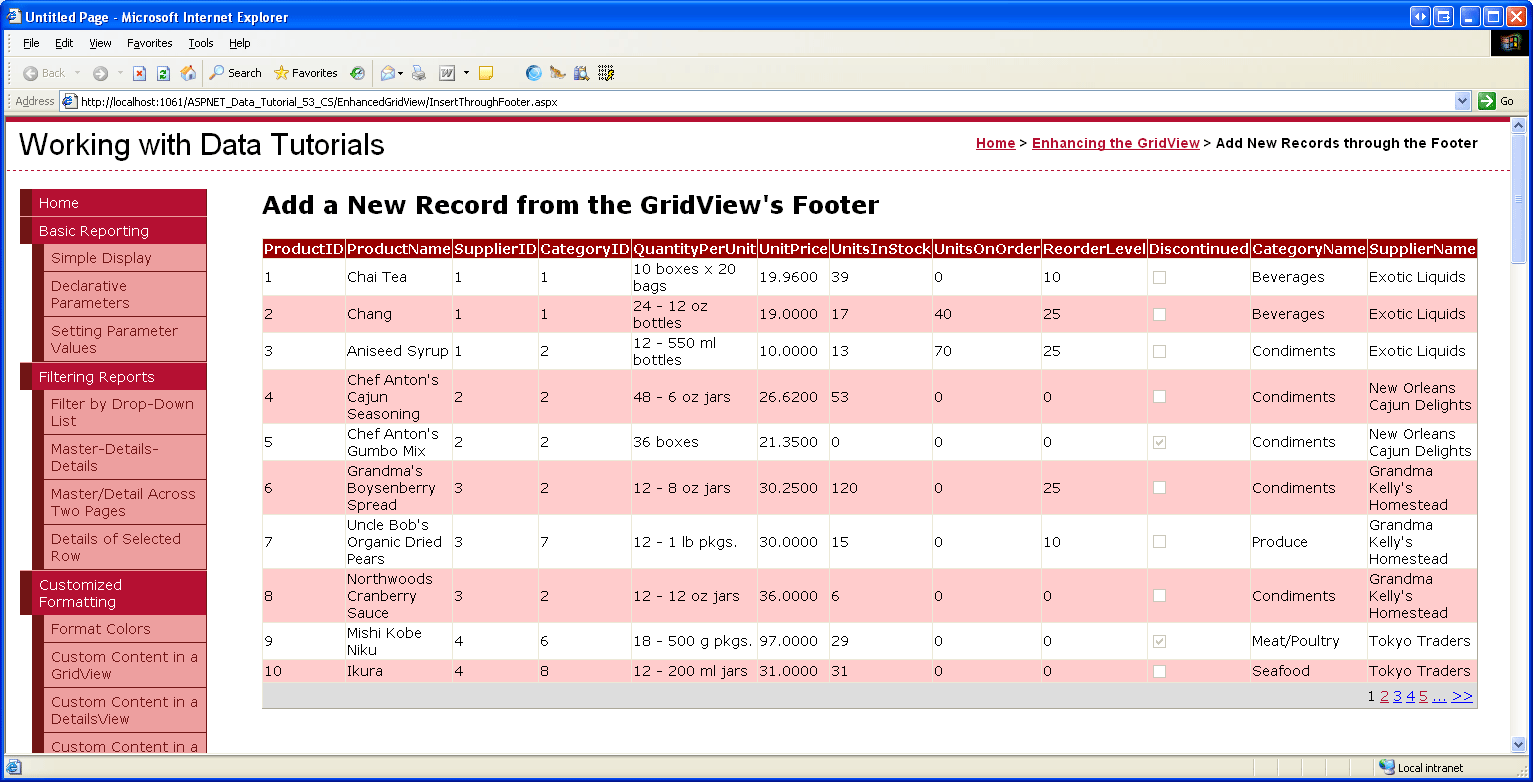 Untitled Page - Microsoft Internet Explorer
File Edit View Favorites Tools Help
Back Search Favorites
Address http://localhost:1061/ASPNET_Data_Tutorial_53_CS/EnhancedGridView/InsertThroughFooter.aspx Go
Working with Data Tutorials
Home > Enhancing the GridView > Add New Records through the Footer
Home
Basic Reporting
Simple Display
Declarative
Parameters
Setting Parameter
Values
Filtering Reports
Filter by Drop-Down
List
Master-Details-
Details
Master/Detail Across
Two Pages
Details of Selected
Row
Customized
Formatting
Format Colors
Custom Content in a
GridView
Custom Content in a
DetailsView
Custom Content in a
Add a New Record from the GridView's Footer
ProductID ProductName SupplierID CategoryID QuantityPerUnit UnitPrice UnitsInStock UnitsOnOrder ReorderLevel Discontinued CategoryName SupplierName
1 Chai Tea 1 1 10 boxes x 20 bags 19.9600 39 0 10 Beverages Exotic Liquids
2 Chang 1 1 24 - 12 oz bottles 19.0000 17 40 25 Beverages Exotic Liquids
3 Aniseed Syrup 1 2 12 - 550 ml bottles 10.0000 13 70 25 Condiments Exotic Liquids
4 Chef Anton's Cajun Seasoning 2 2 48 - 6 oz jars 26.6200 53 0 0 Condiments New Orleans Cajun Delights
5 Chef Anton's Gumbo Mix 2 2 36 boxes 21.3500 0 0 0 Condiments New Orleans Cajun Delights
6 Grandma's Boysenberry Spread 3 2 12 - 8 oz jars 30.2500 120 0 25 Condiments Grandma Kelly's Homestead
7 Uncle Bob's Organic Dried Pears 3 7 12 - 1 lb pkgs. 30.0000 15 0 10 Produce Grandma Kelly's Homestead
8 Northwoods Cranberry Sauce 3 2 12 - 12 oz jars 36.0000 6 0 0 Condiments Grandma Kelly's Homestead
9 Mishi Kobe Niku 4 6 18 - 500 g pkgs. 97.0000 29 0 0 Meat/Poultry Tokyo Traders
10 Ikura 4 8 12 - 200 ml jars 31.0000 31 0 0 Seafood Tokyo Traders
1 2 3 4 5 ... >>
Local intranet